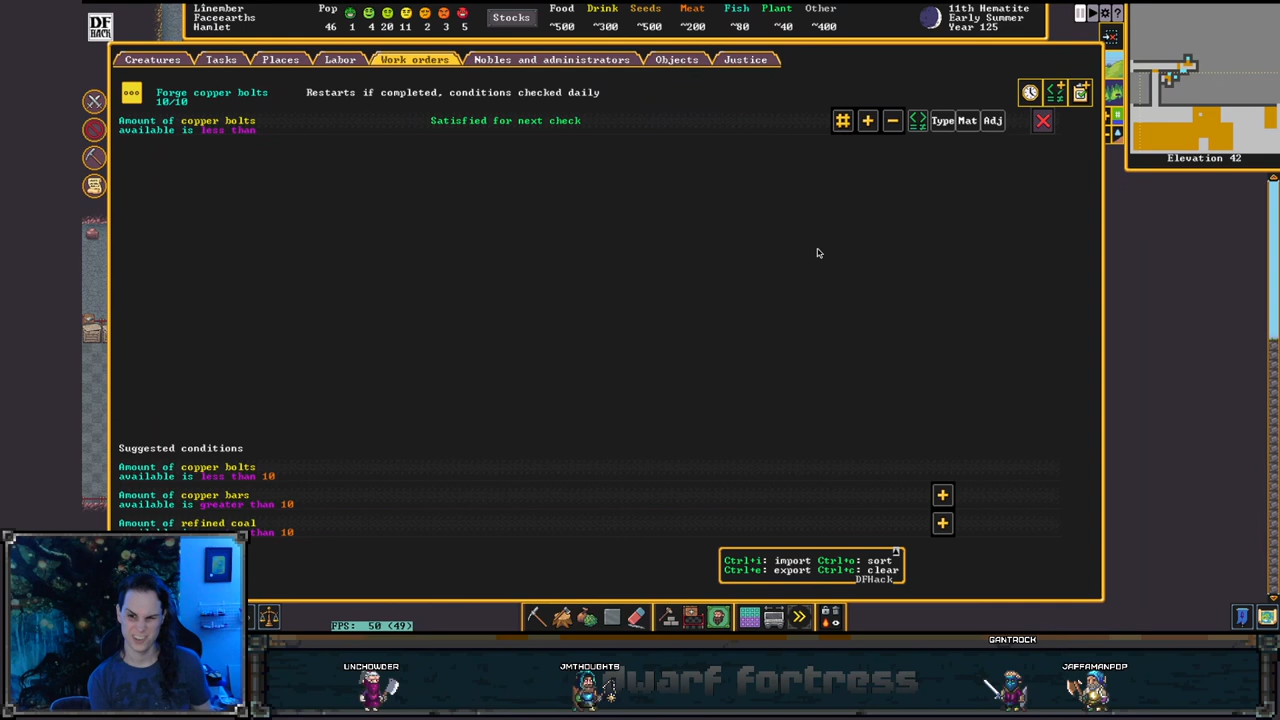 DF
HACK
Linember
Faceearths
Hamlet
Pop
46 1 4 20 11 2 3 5
Stocks
Food Drink Seeds Meat Fish Plant Other
~500 ~300 ~500 ~200 ~80 ~40 ~400
11th Hematite
Early Summer
Year 125
Elevation 42
Creatures Tasks Places Labor Work orders Nobles and administrators Objects Justice
Forge copper bolts
10/10
Restarts if completed, conditions checked daily
Amount of copper bolts
available is less than
Satisfied for next check
Type Mat Adj
Suggested conditions
Amount of copper bolts
available is less than 10
Amount of copper bars
available is greater than 10
Amount of refined coal
than 10
Ctrl+i: import Ctrl+o: sort
Ctrl+e: export Ctrl+c: clear
DFHack
FPS: 50 (49)
UNCHOWDER
JMTHOUGHTS
GANTROCK
JAFFAMANPOP
dwarf fortress